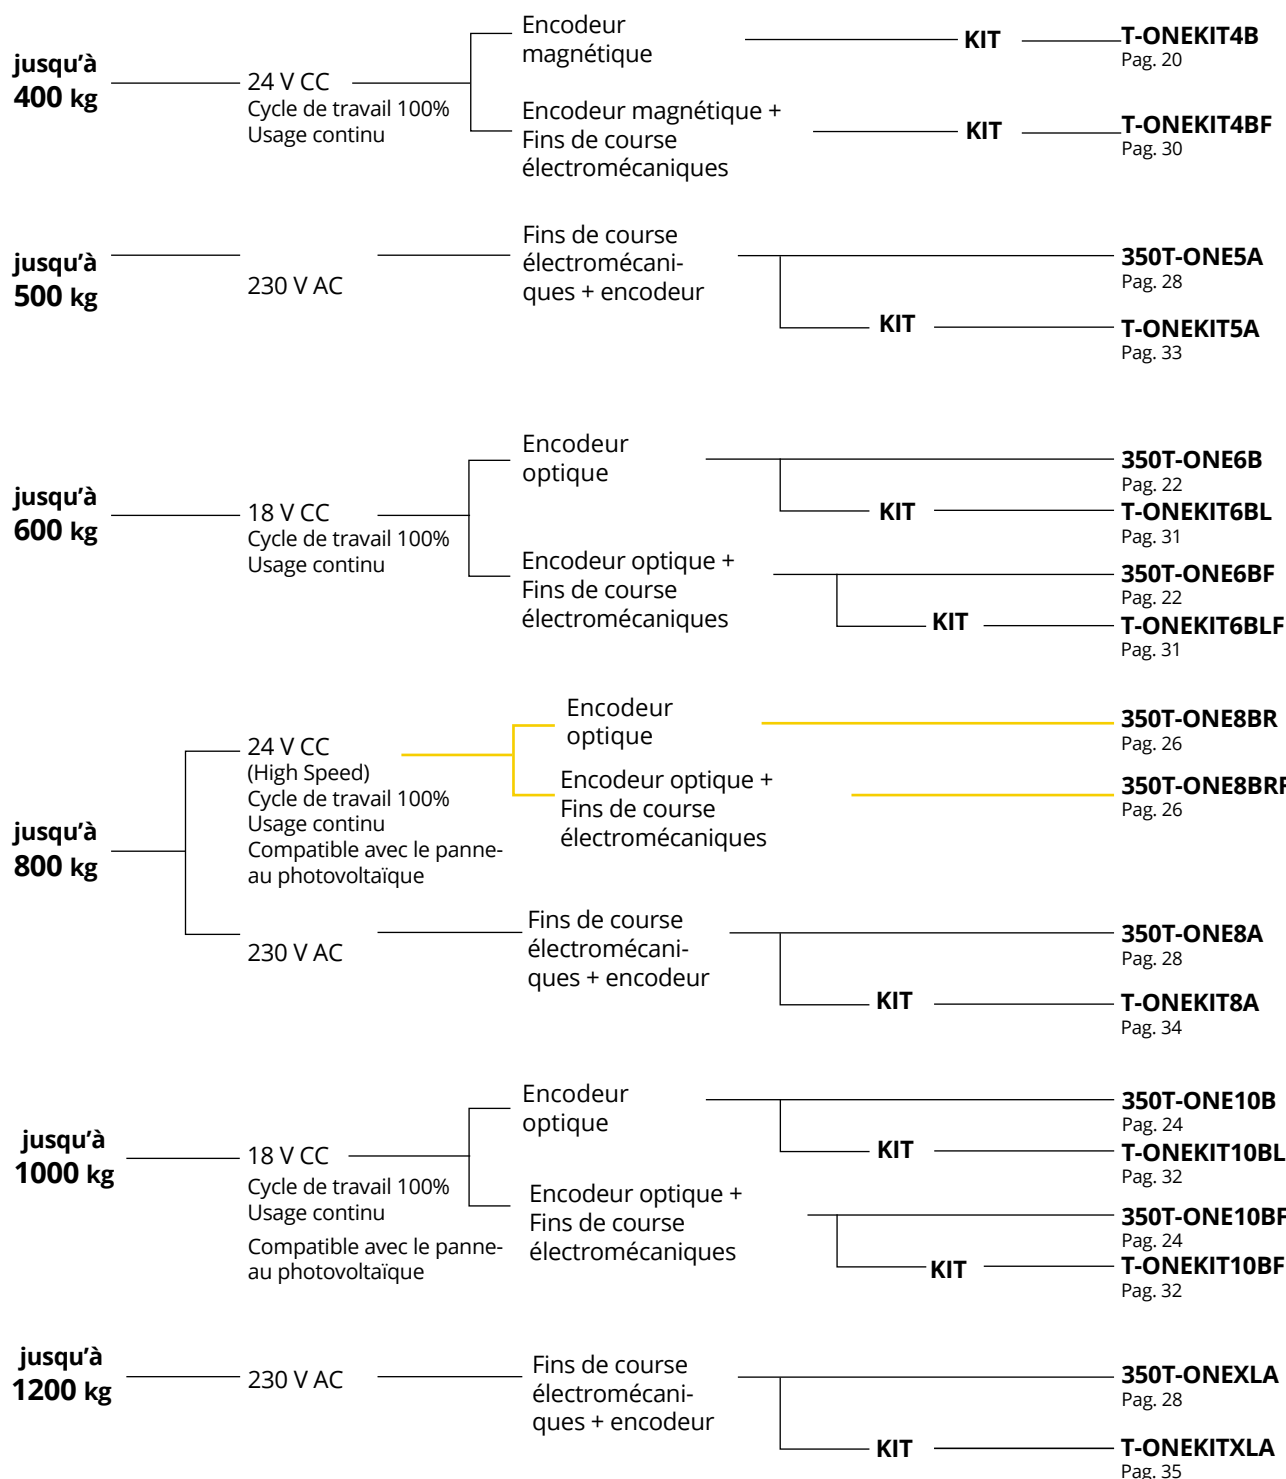 jusqu'à
400 kg
24 V CC
Cycle de travail 100%
Usage continu
Encodeur
magnétique
KIT
T-ONEKIT4B
Pag. 20
Encodeur magnétique +
Fins de course
électromécaniques
KIT
T-ONEKIT4BF
Pag. 30
jusqu'à
500 kg
230 V AC
Fins de course
électromécani-
ques + encodeur
350T-ONE5A
Pag. 28
KIT
T-ONEKIT5A
Pag. 33
jusqu'à
600 kg
18 V CC
Cycle de travail 100%
Usage continu
Encodeur
optique
350T-ONE6B
Pag. 22
KIT
T-ONEKIT6BL
Pag. 31
Encodeur optique +
Fins de course
électromécaniques
350T-ONE6BF
Pag. 22
KIT
T-ONEKIT6BLF
Pag. 31
jusqu'à
800 kg
24 V CC
(High Speed)
Cycle de travail 100%
Usage continu
Compatible avec le panne-
au photovoltaïque
Encodeur
optique
350T-ONE8BR
Pag. 26
Encodeur optique +
Fins de course
électromécaniques
350T-ONE8BRF
Pag. 26
230 V AC
Fins de course
électromécani-
ques + encodeur
350T-ONE8A
Pag. 28
KIT
T-ONEKIT8A
Pag. 34
jusqu'à
1000 kg
18 V CC
Cycle de travail 100%
Usage continu
Compatible avec le panne-
au photovoltaïque
Encodeur
optique
350T-ONE10B
Pag. 24
KIT
T-ONEKIT10BL
Pag. 32
Encodeur optique +
Fins de course
électromécaniques
350T-ONE10BF
Pag. 24
KIT
T-ONEKIT10BF
Pag. 32
jusqu'à
1200 kg
230 V AC
Fins de course
électromécani-
ques + encodeur
350T-ONEXLA
Pag. 28
KIT
T-ONEKITXLA
Pag. 35